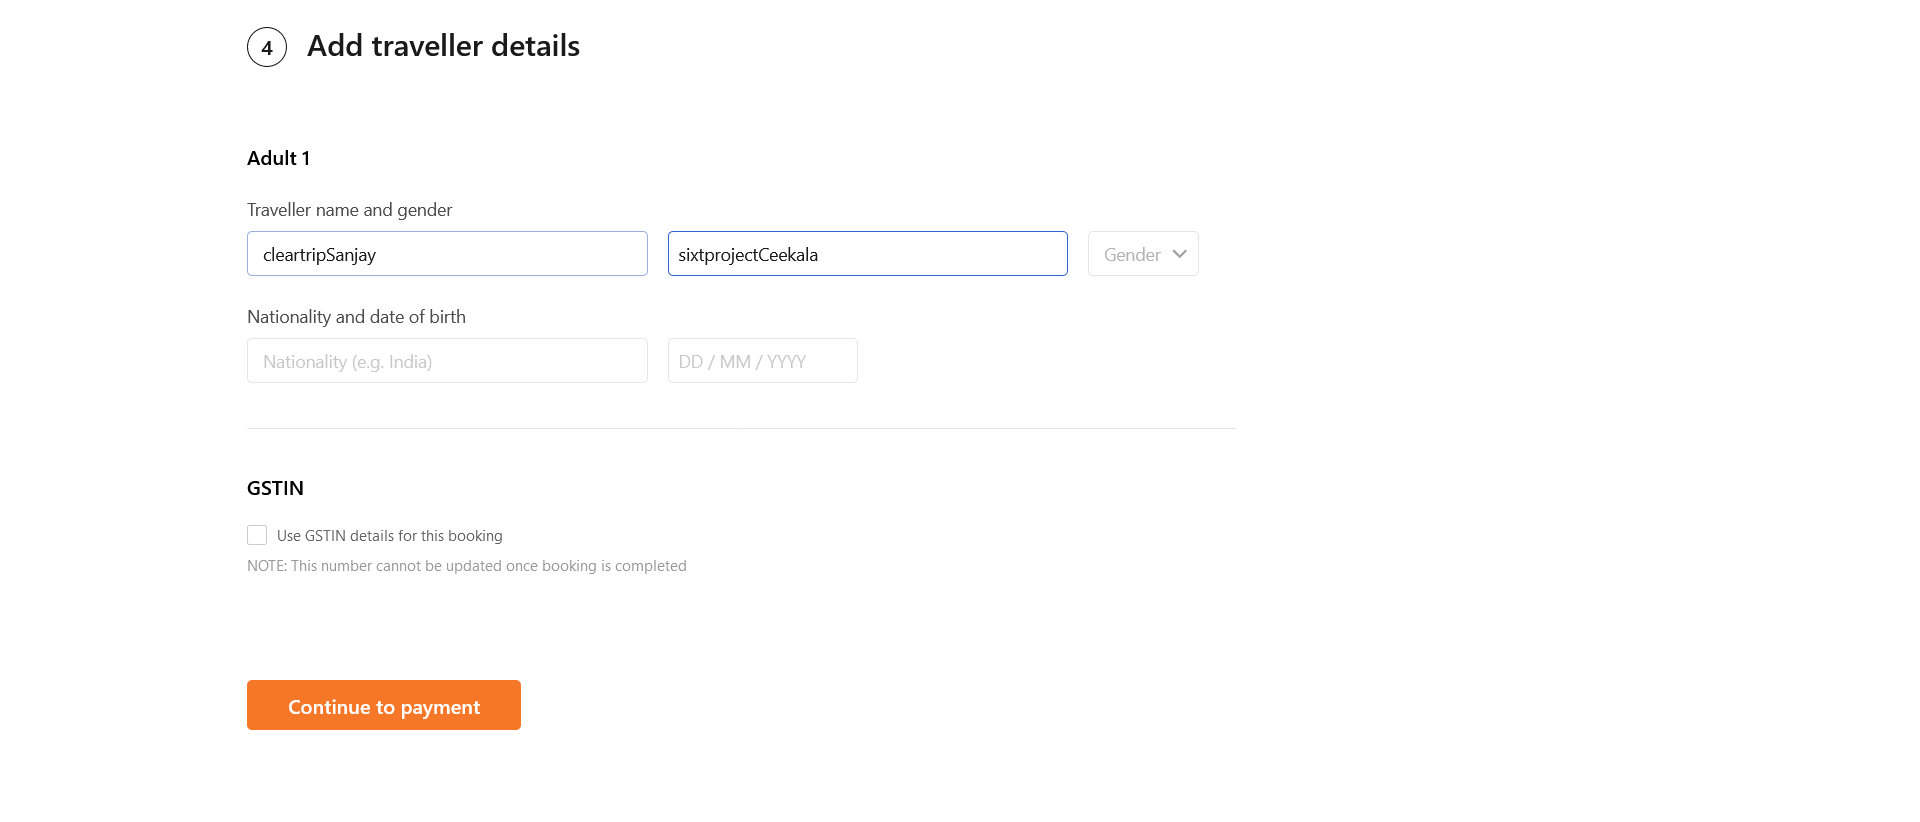 4 Add traveller details
Adult 1
Traveller name and gender
cleartripSanjay sixtprojectCeekala Gender
Nationality and date of birth
Nationality (e.g. India) DD / MM / YYYY
GSTIN
Use GSTIN details for this booking
NOTE: This number cannot be updated once booking is completed
Continue to payment